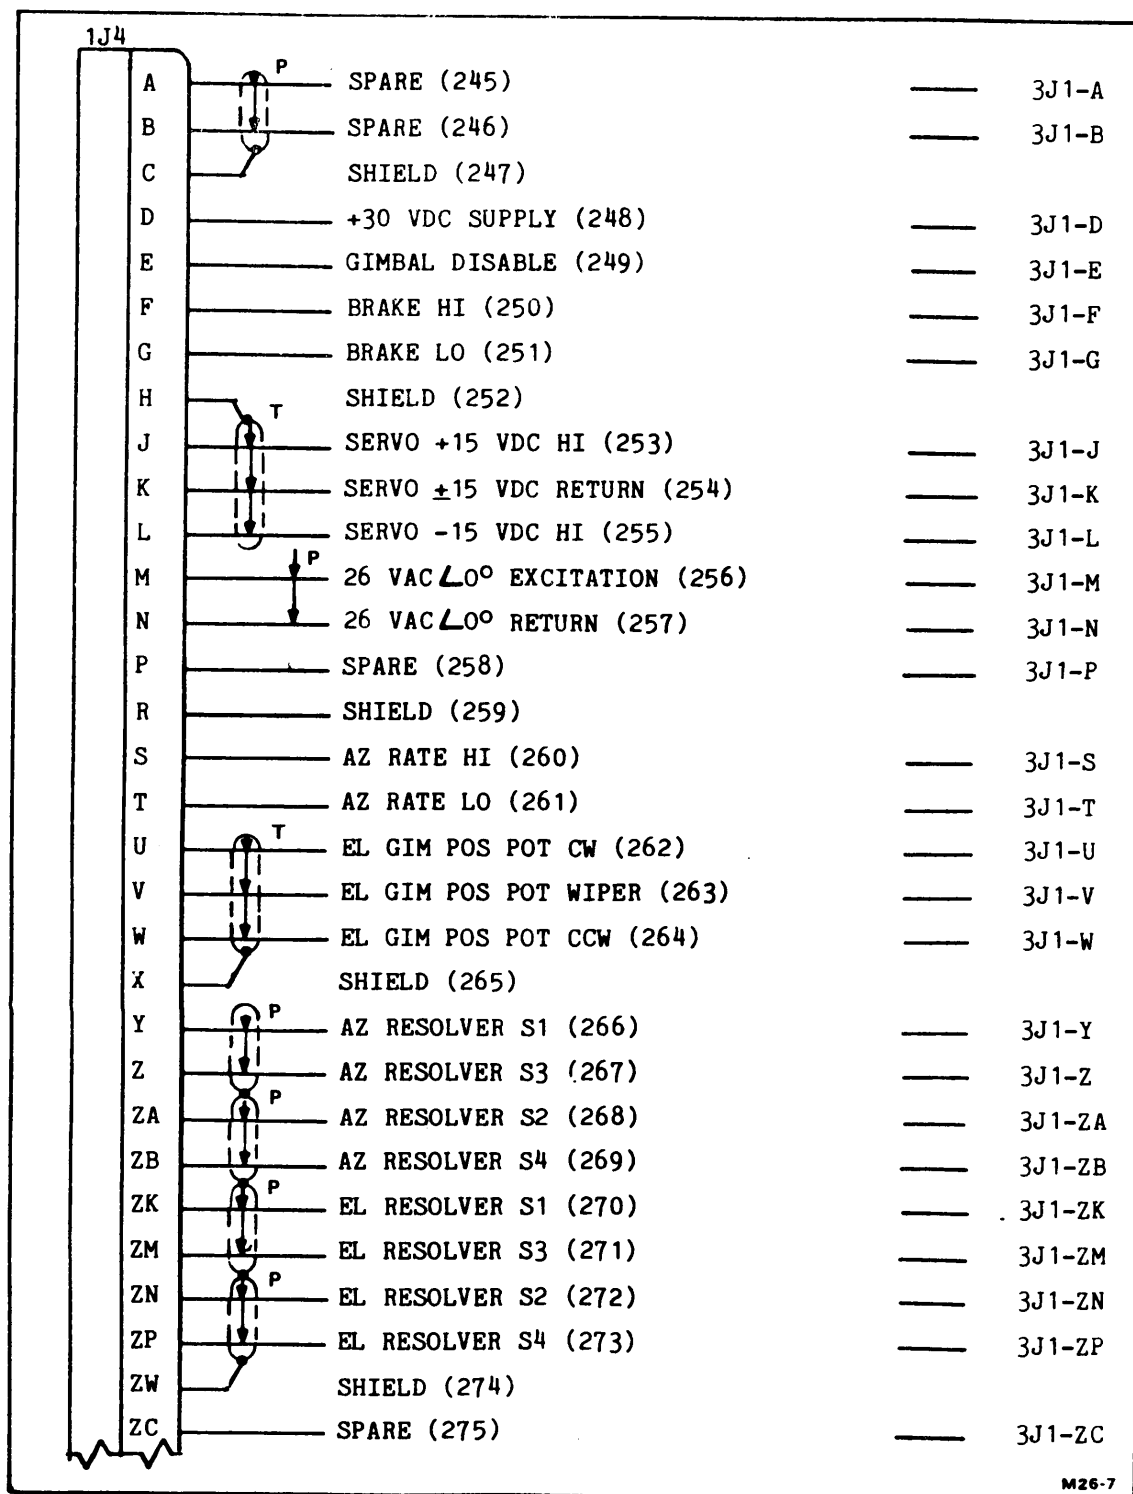 1J4
A P SPARE (245) 3J1-A
B SPARE (246) 3J1-B
C SHIELD (247)
D +30 VDC SUPPLY (248) 3J1-D
E GIMBAL DISABLE (249) 3J1-E
F BRAKE HI (250) 3J1-F
G BRAKE LO (251) 3J1-G
H T SHIELD (252)
J SERVO +15 VDC HI (253) 3J1-J
K SERVO ±15 VDC RETURN (254) 3J1-K
L SERVO -15 VDC HI (255) 3J1-L
M P 26 VAC∠0° EXCITATION (256) 3J1-M
N 26 VAC∠0° RETURN (257) 3J1-N
P SPARE (258) 3J1-P
R SHIELD (259)
S AZ RATE HI (260) 3J1-S
T AZ RATE LO (261) 3J1-T
U T EL GIM POS POT CW (262) 3J1-U
V EL GIM POS POT WIPER (263) 3J1-V
W EL GIM POS POT CCW (264) 3J1-W
X SHIELD (265)
Y P AZ RESOLVER S1 (266) 3J1-Y
Z AZ RESOLVER S3 (267) 3J1-Z
ZA P AZ RESOLVER S2 (268) 3J1-ZA
ZB AZ RESOLVER S4 (269) 3J1-ZB
ZK P EL RESOLVER S1 (270) 3J1-ZK
ZM EL RESOLVER S3 (271) 3J1-ZM
ZN P EL RESOLVER S2 (272) 3J1-ZN
ZP EL RESOLVER S4 (273) 3J1-ZP
ZW SHIELD (274)
ZC SPARE (275) 3J1-ZC
M26-7